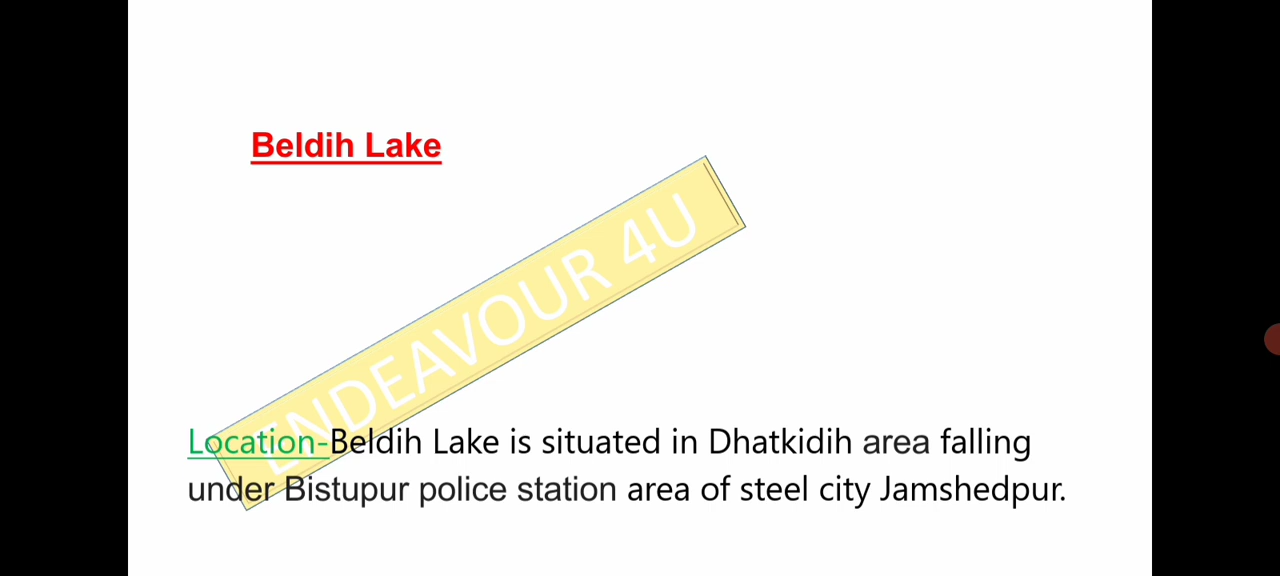 Beldih Lake
ENDEAVOUR 4U
Location-Beldih Lake is situated in Dhatkidih area falling
under Bistupur police station area of steel city Jamshedpur.